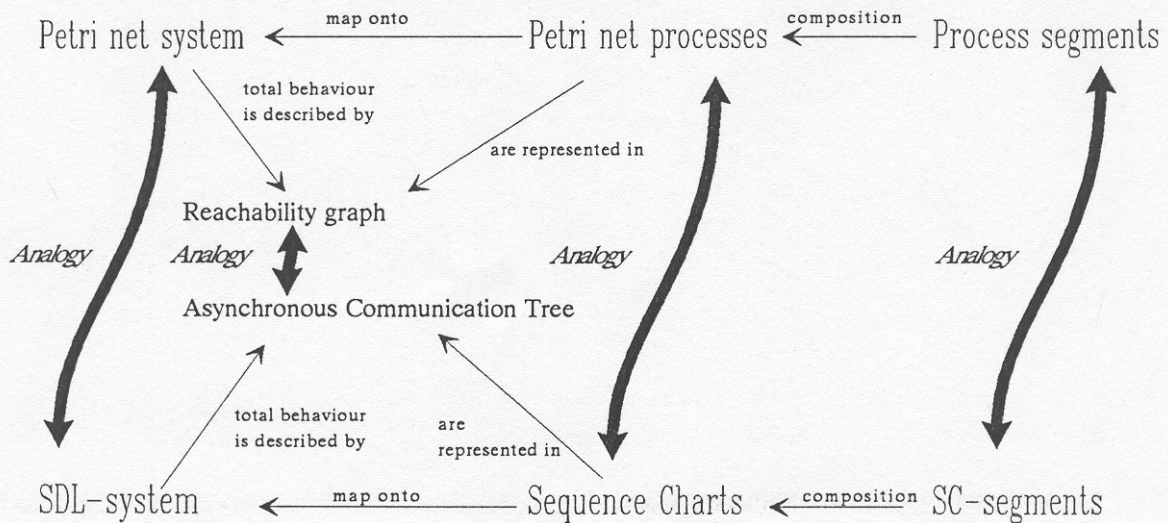 map onto
composition
Petri net system
Petri net processes
Process segments
total behaviour
is described by
are represented in
Reachability graph
Analogy
Analogy
Analogy
Analogy
Asynchronous Communication Tree
total behaviour
is described by
are
represented in
map onto
composition
SDL-system
Sequence Charts
SC-segments